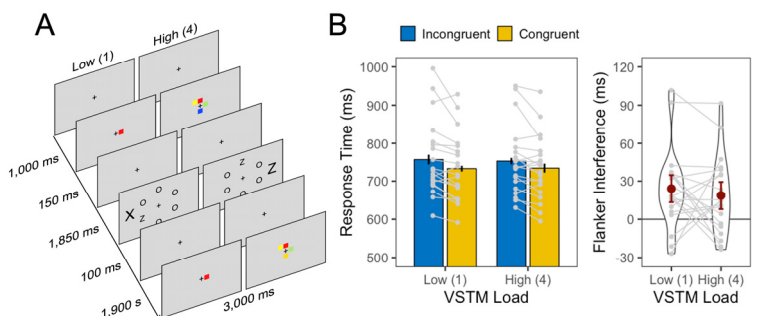 A
Low (1)
High (4)
1,000 ms
150 ms
1,850 ms
100 ms
1,900 s
3,000 ms
X
z
z
Z
B
Incongruent
Congruent
Response Time (ms)
1000
900
800
700
600
500
Low (1)
High (4)
VSTM Load
Flanker Interference (ms)
120
90
60
30
0
-30
Low (1) High (4)
VSTM Load